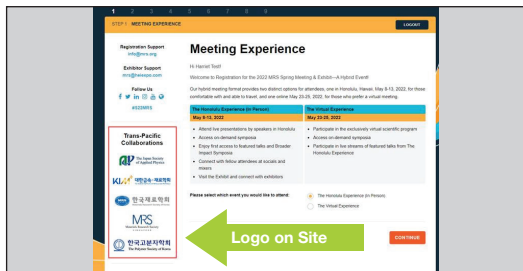 1 2 3 4 5 6 7 8
STEP 1 MEETING EXPERIENCE
LOGOUT
Registration Support
info@mrs.org
Exhibitor Support
mrs@heiexpo.com
Follow Us
#S22MRS
Trans-Pacific
Collaborations
The Japan Society
of Applied Physics
대한금속·재료학회
한국재료학회
MRS
한국고분자학회
The Polymer Society of Korea
Meeting Experience
Hi Harriet Test!
Welcome to Registration for the 2022 MRS Spring Meeting & Exhibit—A Hybrid Event!
Our hybrid meeting format provides two distinct options for attendees, one in Honolulu, Hawaii, May 8-13, 2022, for those
comfortable with and able to travel, and one online May 23-25, 2022, for those who prefer a virtual meeting.
The Honolulu Experience (In Person)
May 8-13, 2022
• Attend live presentations by speakers in Honolulu
• Access on-demand symposia
• Enjoy first access to featured talks and Broader
Impact Symposia
• Connect with fellow attendees at socials and
mixers
• Visit the Exhibit and connect with exhibitors
The Virtual Experience
May 23-25, 2022
• Participate in the exclusively virtual scientific program
• Access on-demand symposia
• Participate in live streams of featured talks from The
Honolulu Experience
Please select which event you would like to attend:
The Honolulu Experience (In Person)
The Virtual Experience
CONTINUE
Logo on Site